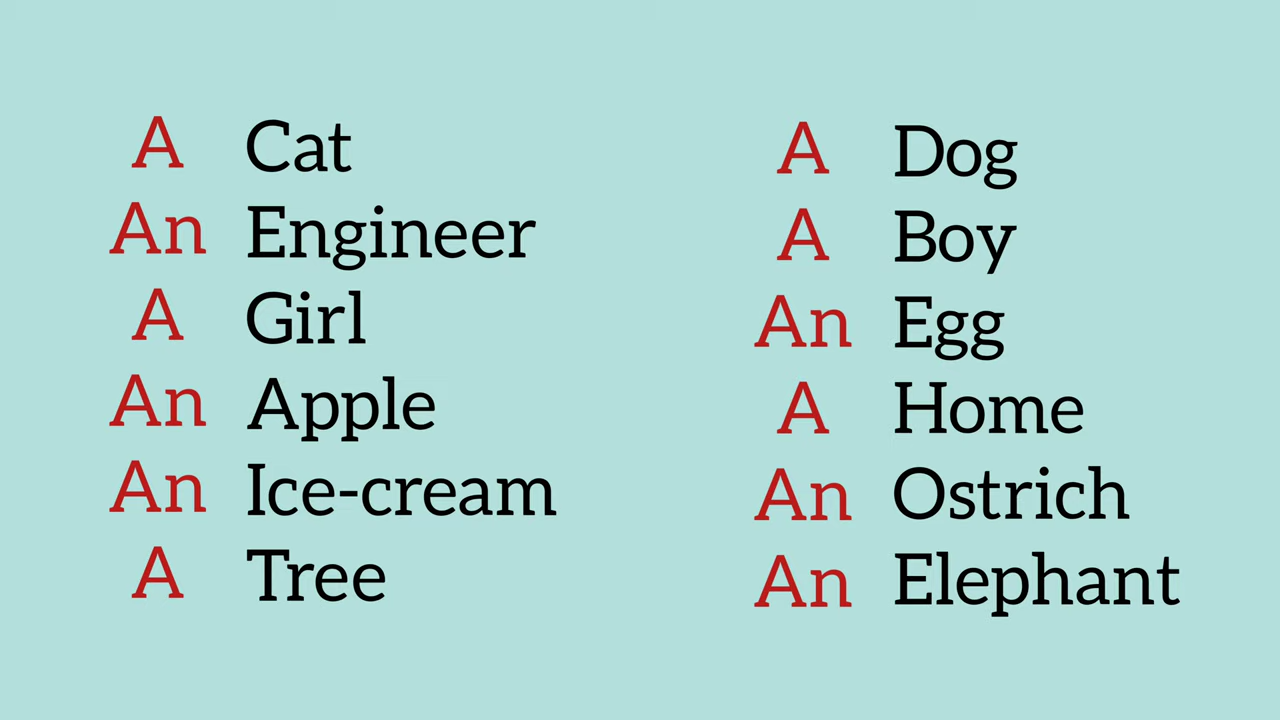 A Cat
An Engineer
A Girl
An Apple
An Ice-cream
A Tree
A Dog
A Boy
An Egg
A Home
An Ostrich
An Elephant